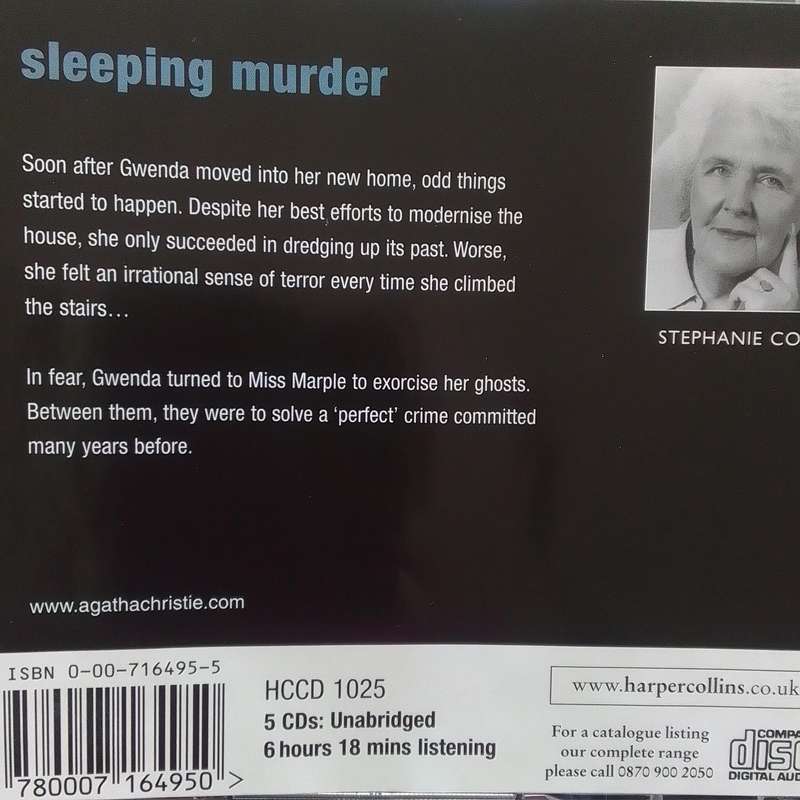 sleeping murder
Soon after Gwenda moved into her new home, odd things
started to happen. Despite her best efforts to modernise the
house, she only succeeded in dredging up its past. Worse,
she felt an irrational sense of terror every time she climbed
the stairs...
In fear, Gwenda turned to Miss Marple to exorcise her ghosts.
Between them, they were to solve a ‘perfect’ crime committed
many years before.
STEPHANIE CO
www.agathachristie.com
ISBN 0-00-716495-5
780007 164950 >
HCCD 1025
5 CDs: Unabridged
6 hours 18 mins listening
www.harpercollins.co.uk
For a catalogue listing
our complete range
please call 0870 900 2050
COMPA
disc
DIGITAL AUD